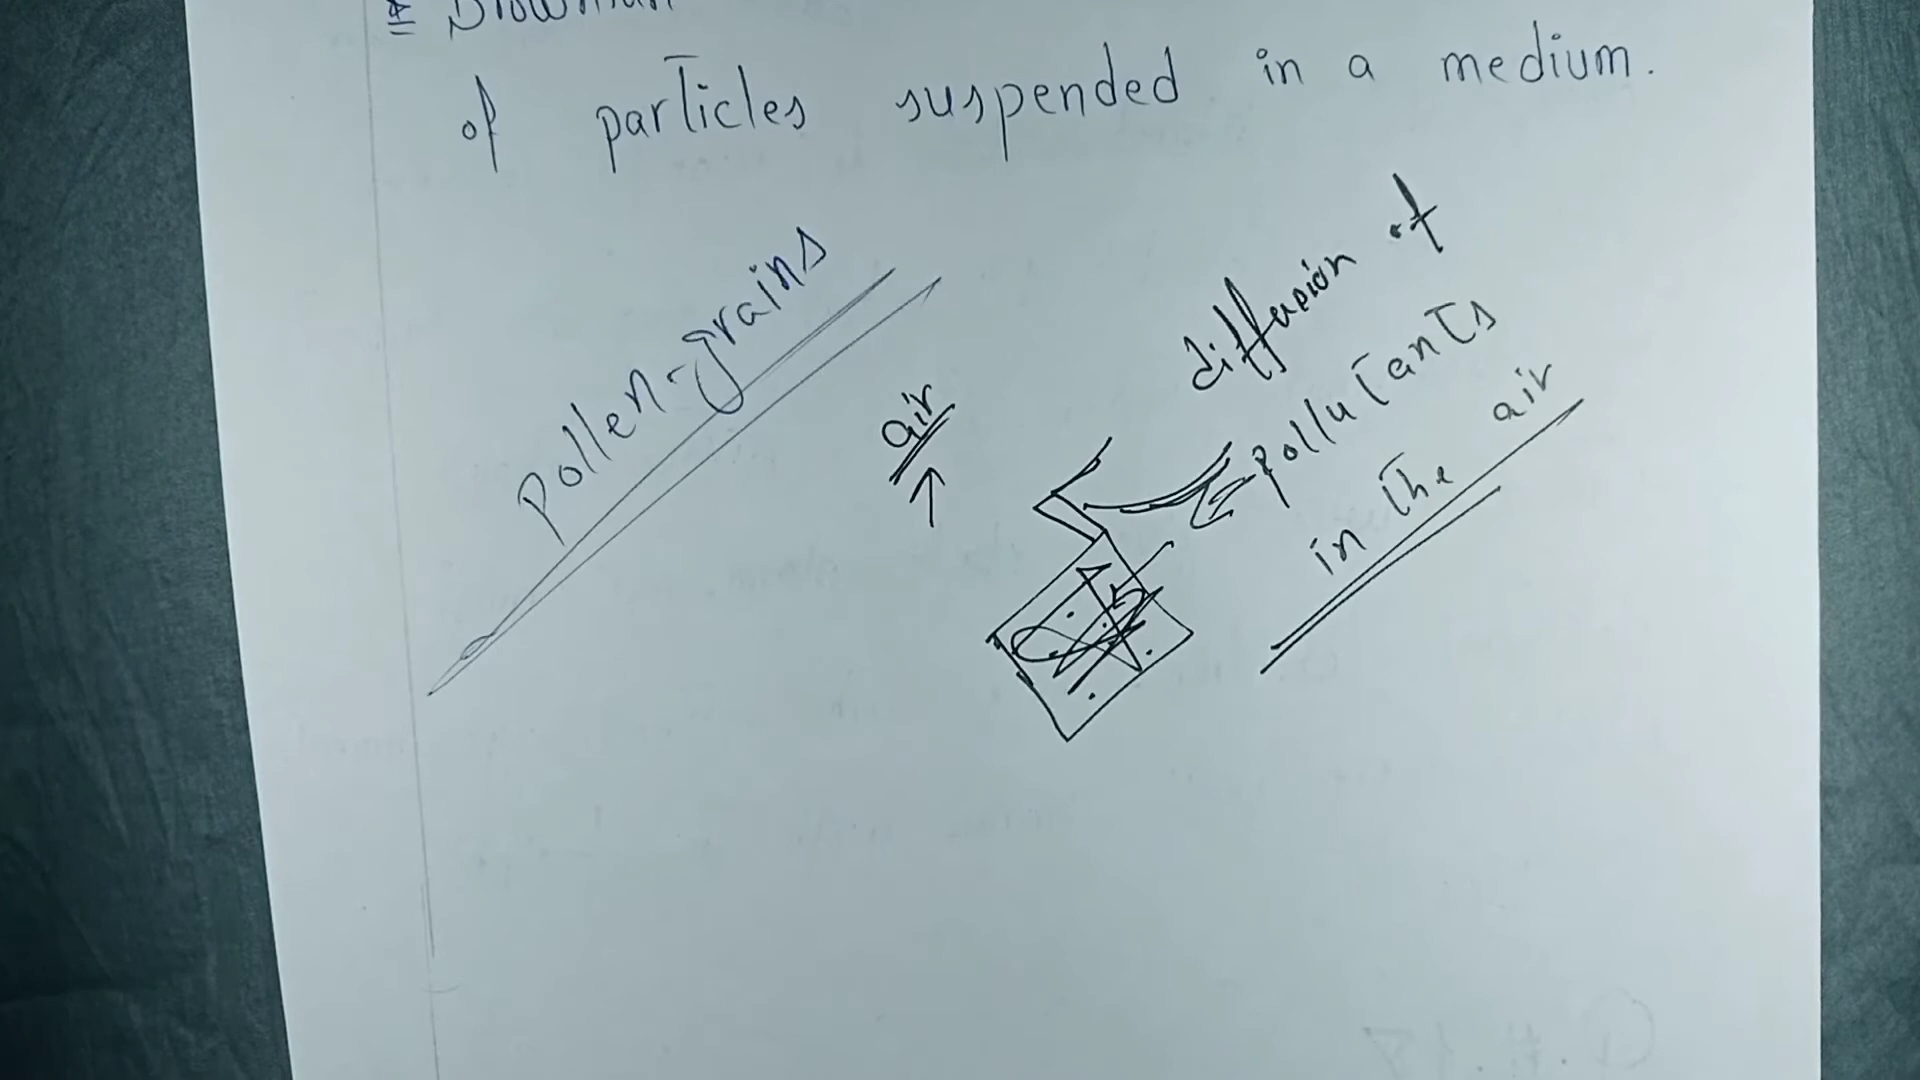 of particles suspended in a medium.
Pollen-grains
air
diffusion of
pollutants
in the air